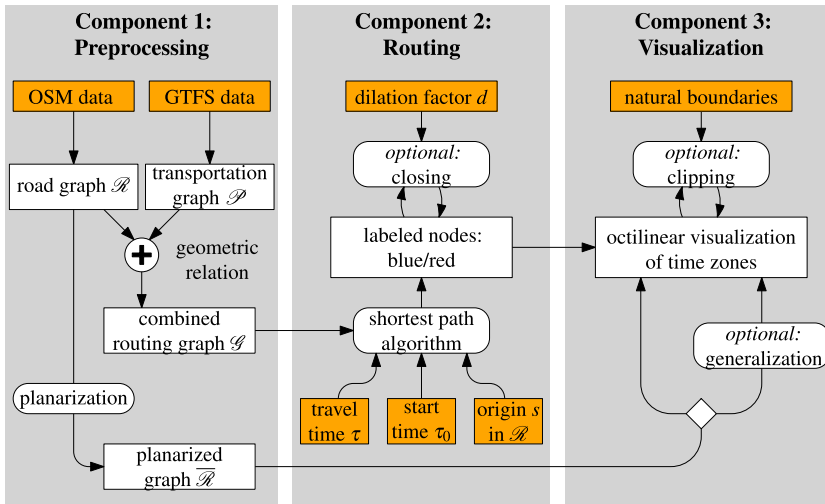 Component 1:
Preprocessing
OSM data
GTFS data
road graph ℛ
transportation
graph 𝒫
geometric
relation
combined
routing graph 𝒢
planarization
planarized
graph ℛ̅
Component 2:
Routing
dilation factor d
optional:
closing
labeled nodes:
blue/red
shortest path
algorithm
travel
time τ
start
time τ₀
origin s
in ℛ
Component 3:
Visualization
natural boundaries
optional:
clipping
octilinear visualization
of time zones
optional:
generalization